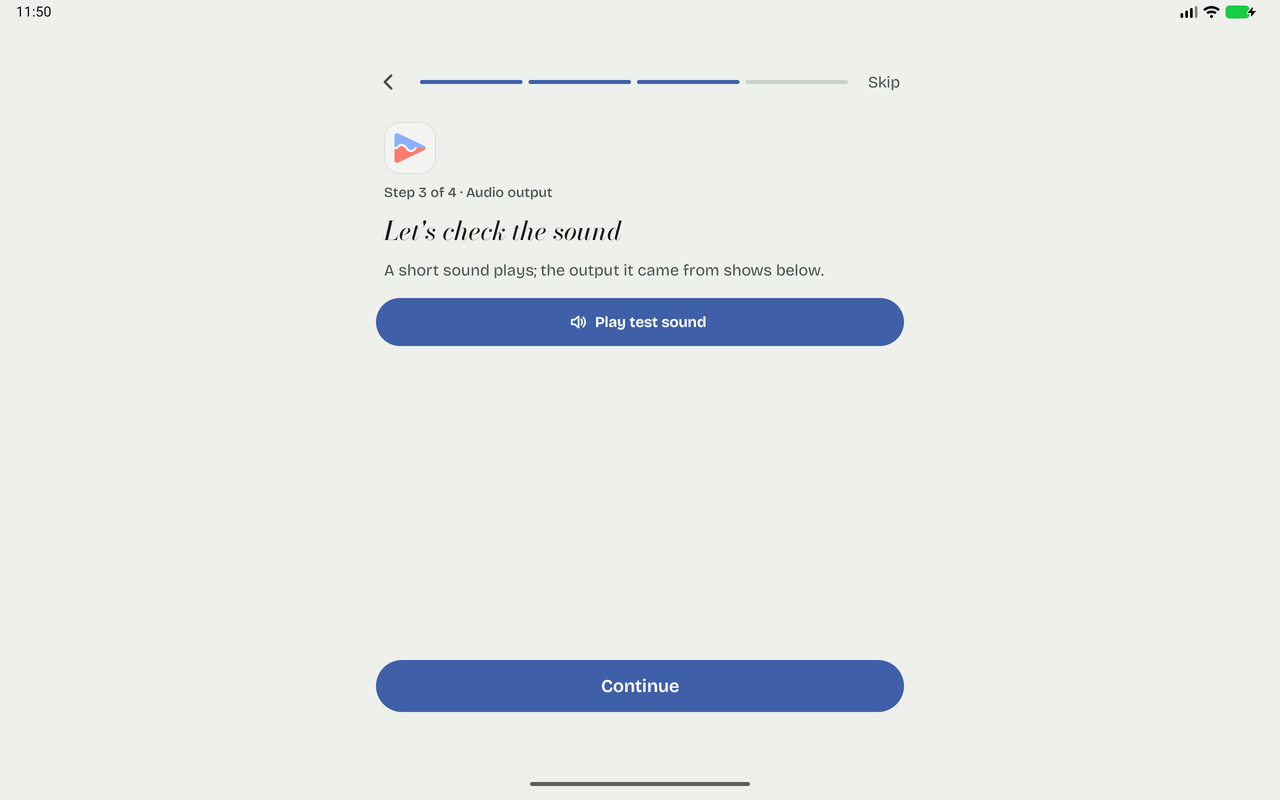 11:50
Skip
Step 3 of 4 · Audio output
Let's check the sound
A short sound plays; the output it came from shows below.
Play test sound
Continue